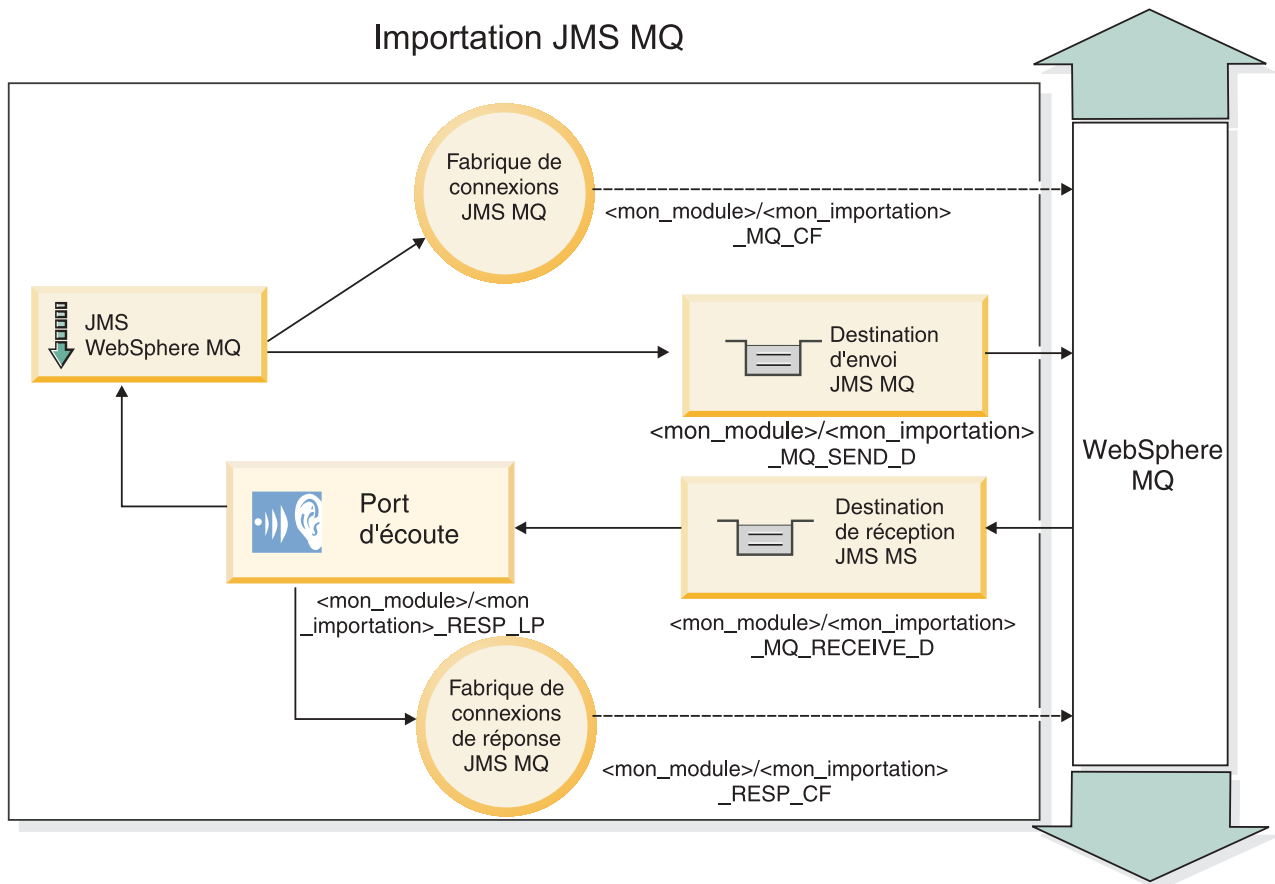 Importation JMS MQ
Fabrique de
connexions
JMS MQ
<mon_module>/<mon_importation>
_MQ_CF
JMS
WebSphere MQ
Destination
d'envoi
JMS MQ
<mon_module>/<mon_importation>
_MQ_SEND_D
WebSphere
MQ
Port
d'écoute
<mon_module>/<mon
_importation>_RESP_LP
Destination
de réception
JMS MS
<mon_module>/<mon_importation>
_MQ_RECEIVE_D
Fabrique de
connexions
de réponse
JMS MQ
<mon_module>/<mon_importation>
_RESP_CF